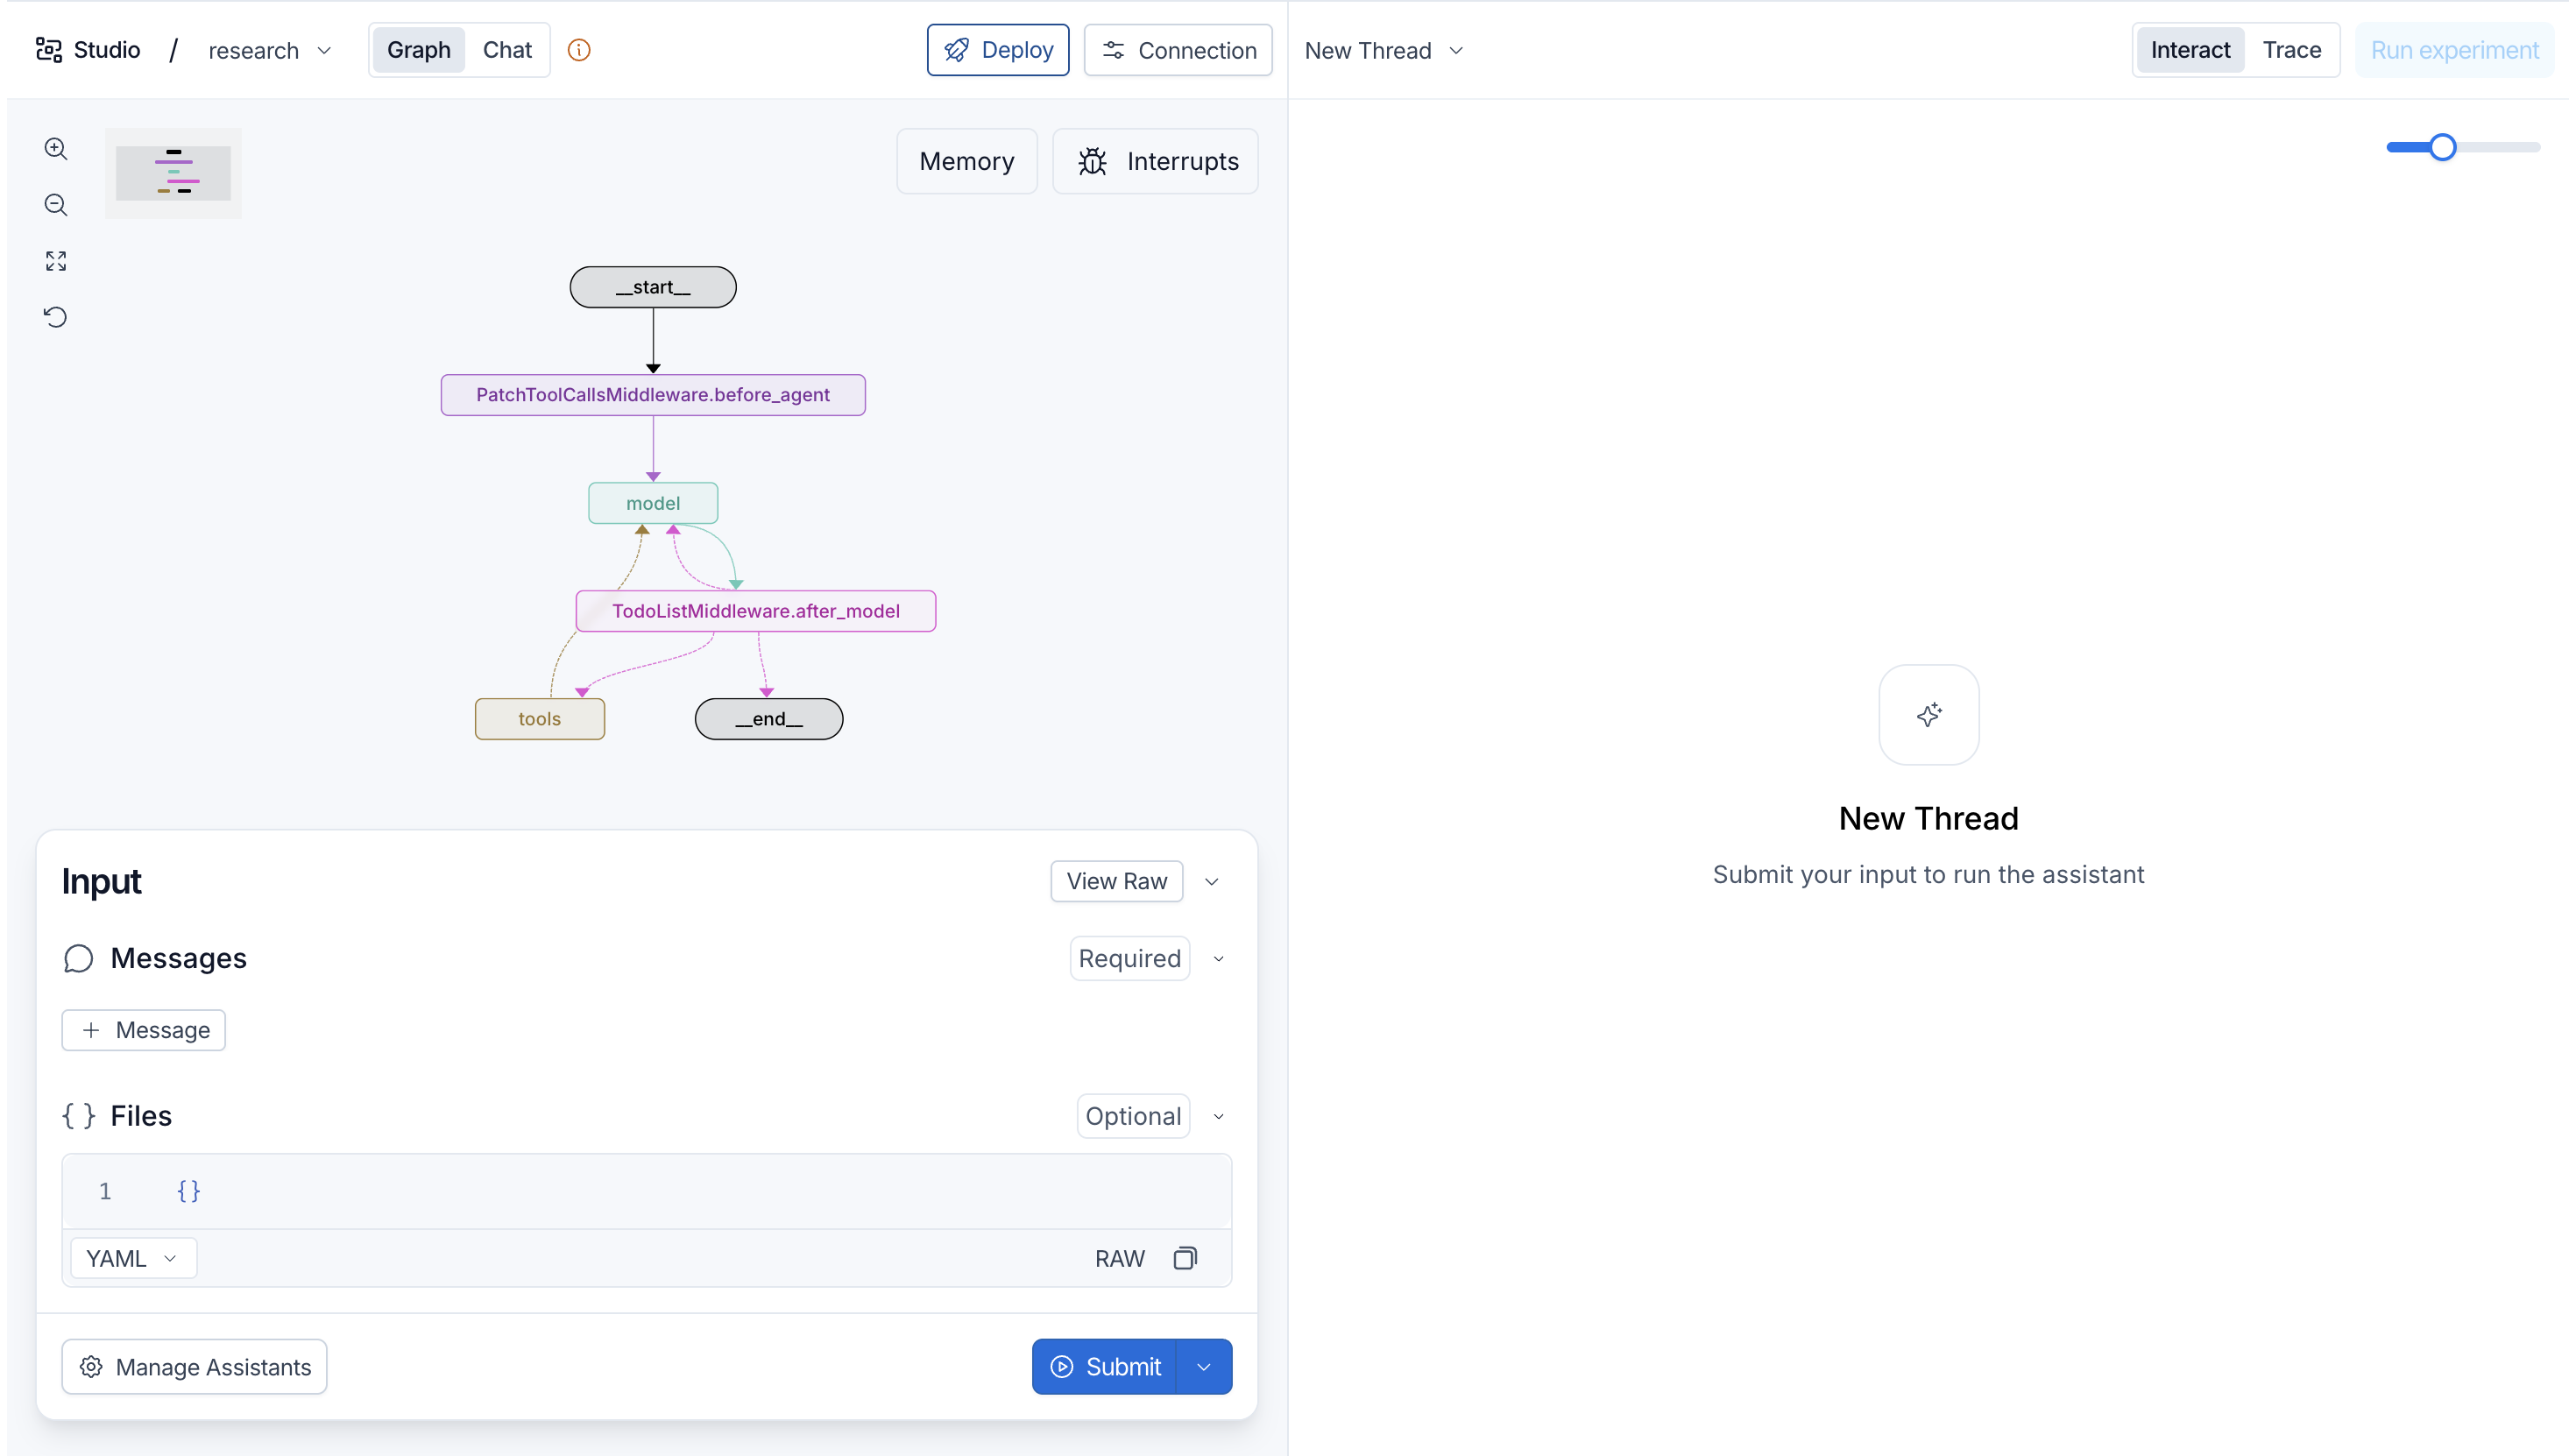 Studio / research Graph Chat Deploy Connection New Thread Interact Trace Run experiment
Memory Interrupts
__start__
PatchToolCallsMiddleware.before_agent
model
TodoListMiddleware.after_model
tools __end__
Input View Raw
Messages Required
+ Message
{ } Files Optional
1 {}
YAML RAW
Manage Assistants Submit
New Thread
Submit your input to run the assistant